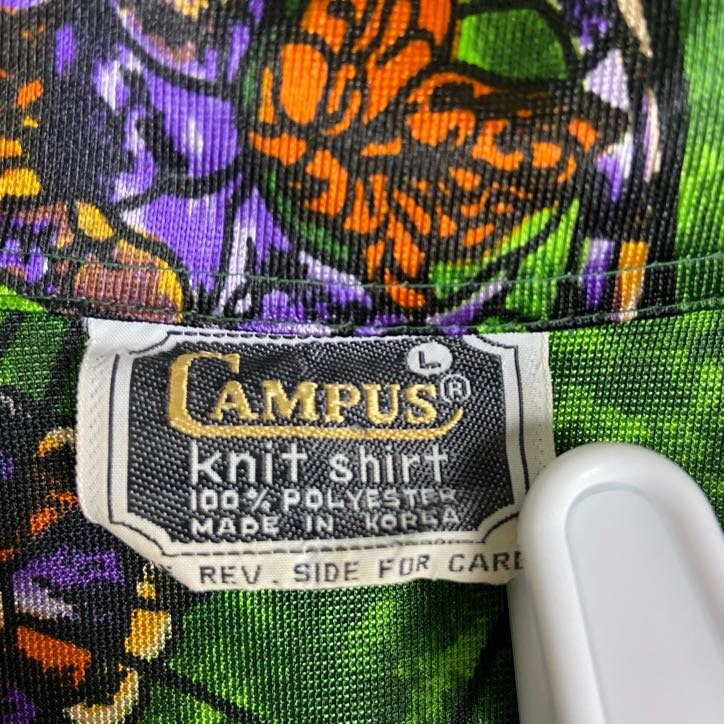 L
CAMPUS®
knit shirt
100% POLYESTER
MADE IN KOREA
REV. SIDE FOR CARE